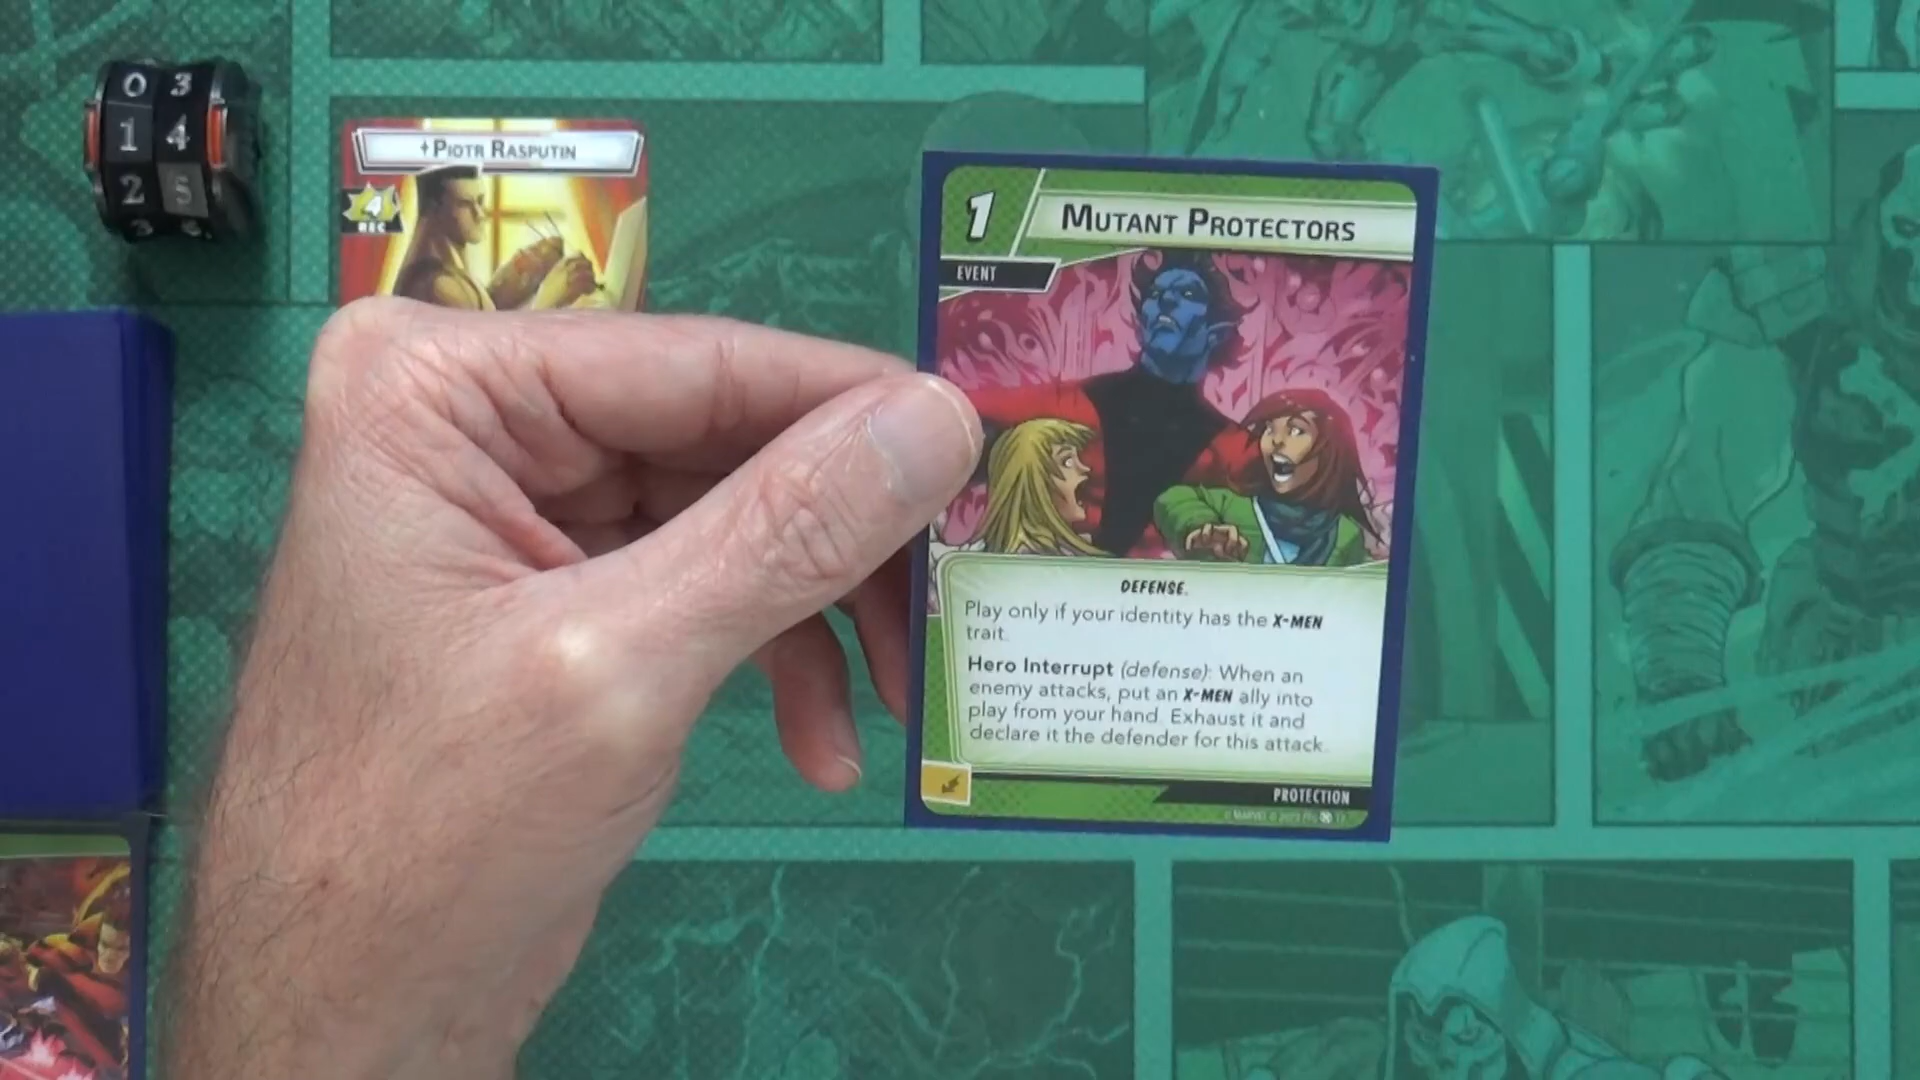 0 3
1 4
2 5
3
PIOTR RASPUTIN
4
REC
1
MUTANT PROTECTORS
EVENT
DEFENSE.
Play only if your identity has the X-MEN
trait.
Hero Interrupt (defense): When an
enemy attacks, put an X-MEN ally into
play from your hand. Exhaust it and
declare it the defender for this attack.
PROTECTION